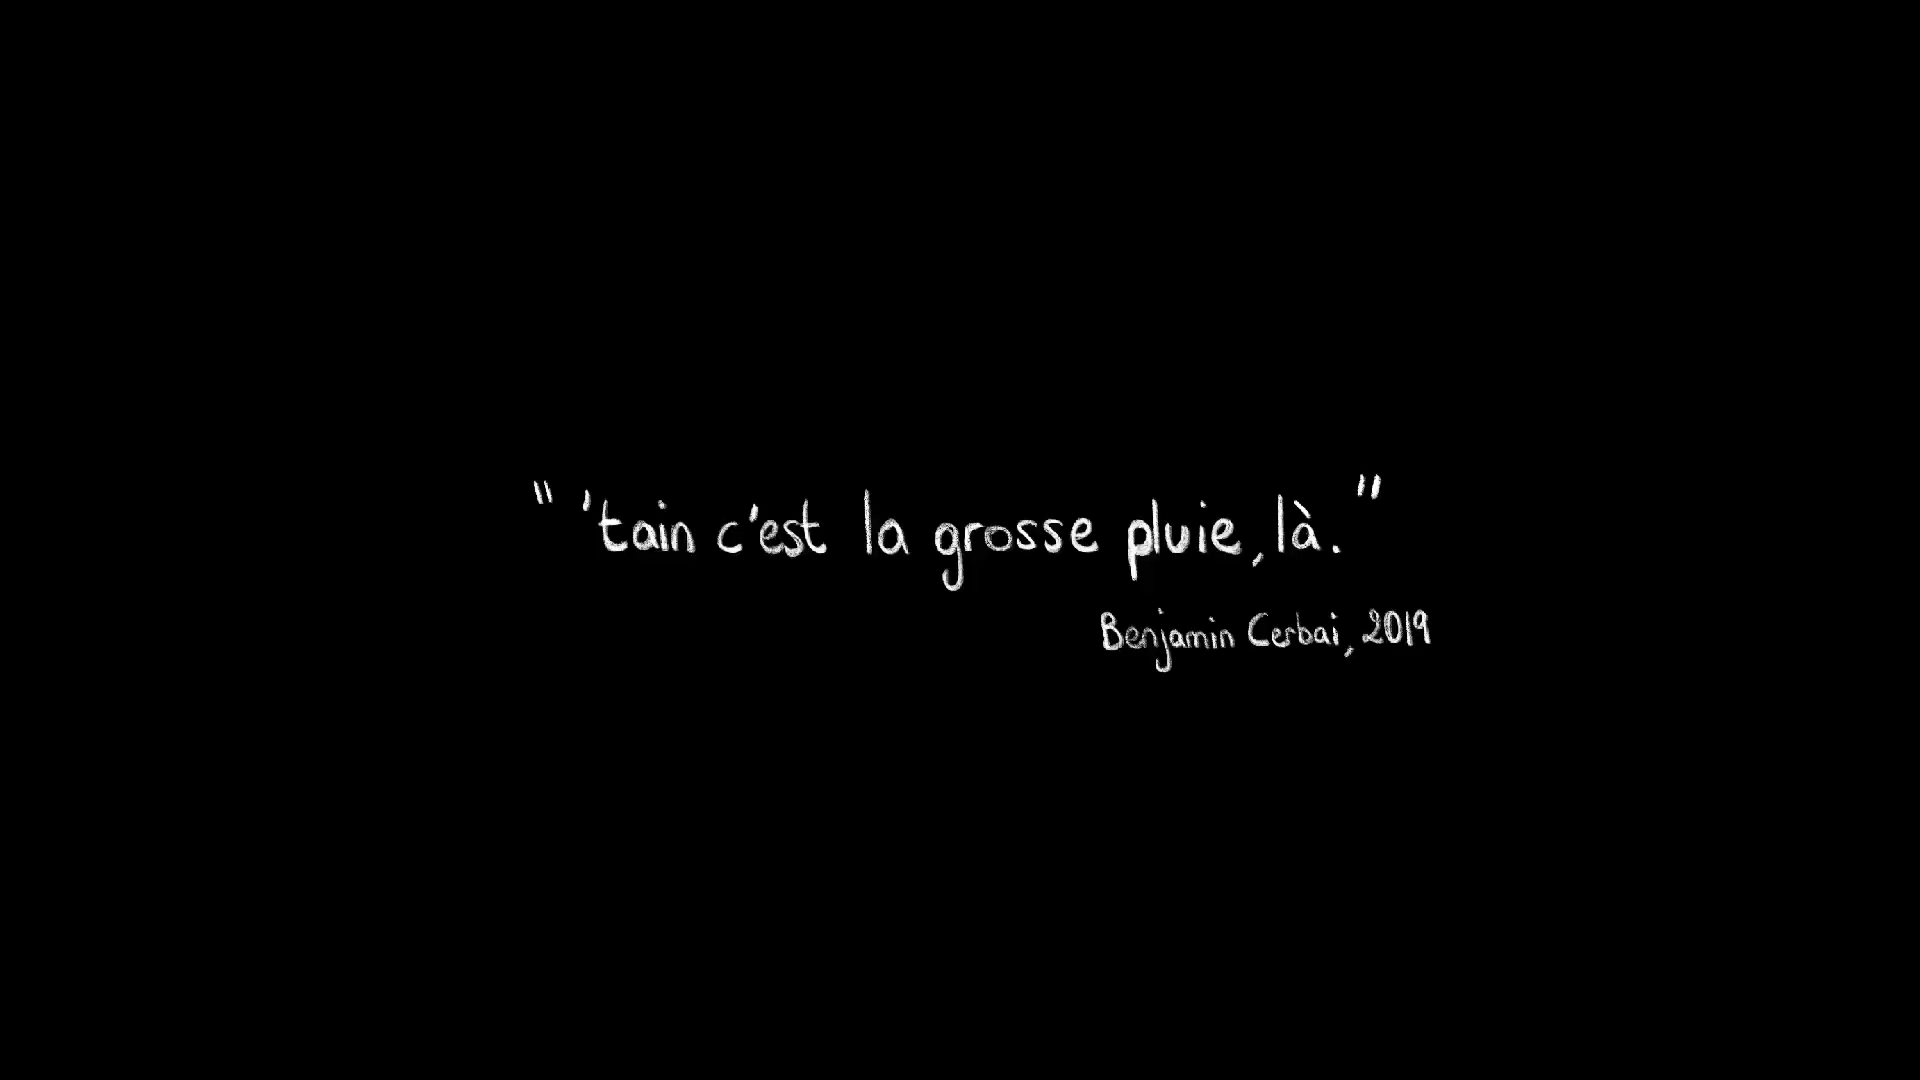 " 'tain c'est la grosse pluie, là. "
Benjamin Cerbai, 2019